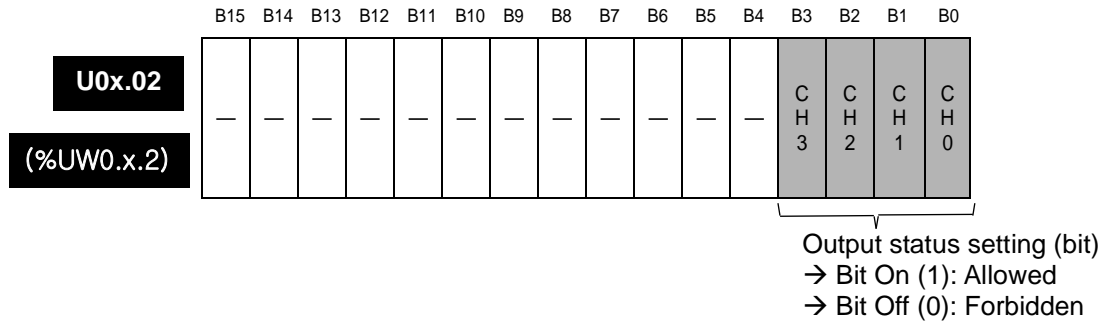 B15 B14 B13 B12 B11 B10 B9 B8 B7 B6 B5 B4 B3 B2 B1 B0
U0x.02
(%UW0.x.2)
— — — — — — — — — — — — CH3 CH2 CH1 CH0
Output status setting (bit)
→ Bit On (1): Allowed
→ Bit Off (0): Forbidden